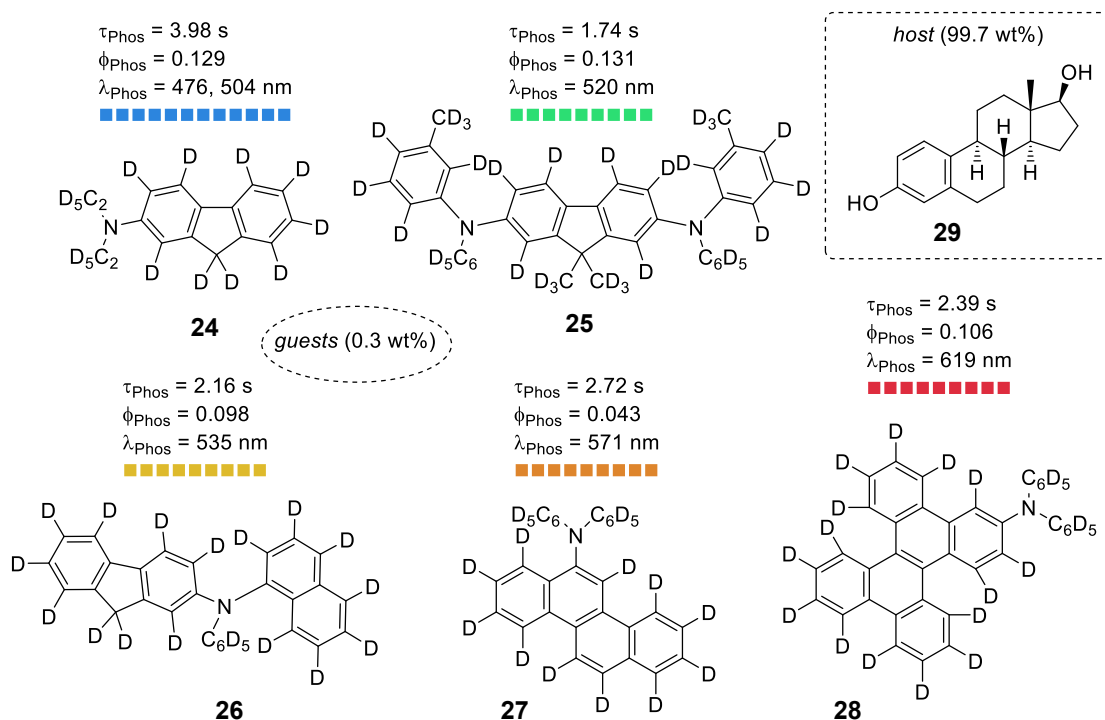 τPhos = 3.98 s
ϕPhos = 0.129
λPhos = 476, 504 nm
D
D
D
D
D
D
D
D
D
D5C2
N
D5C2
24
τPhos = 1.74 s
ϕPhos = 0.131
λPhos = 520 nm
CD3
D
D
D
D
D
D
D
D
D3C
D
D
D
D
N
D5C6
D
D3C
CD3
D
N
C6D5
25
host (99.7 wt%)
OH
H
H
H
HO
29
guests (0.3 wt%)
τPhos = 2.16 s
ϕPhos = 0.098
λPhos = 535 nm
D
D
D
D
D
D
D
D
D
N
C6D5
D
D
D
D
D
D
D
26
τPhos = 2.72 s
ϕPhos = 0.043
λPhos = 571 nm
D5C6
C6D5
N
D
D
D
D
D
D
D
D
D
D
D
27
τPhos = 2.39 s
ϕPhos = 0.106
λPhos = 619 nm
D
D
D
D
D
N
C6D5
C6D5
D
D
D
D
D
D
D
D
D
D
28